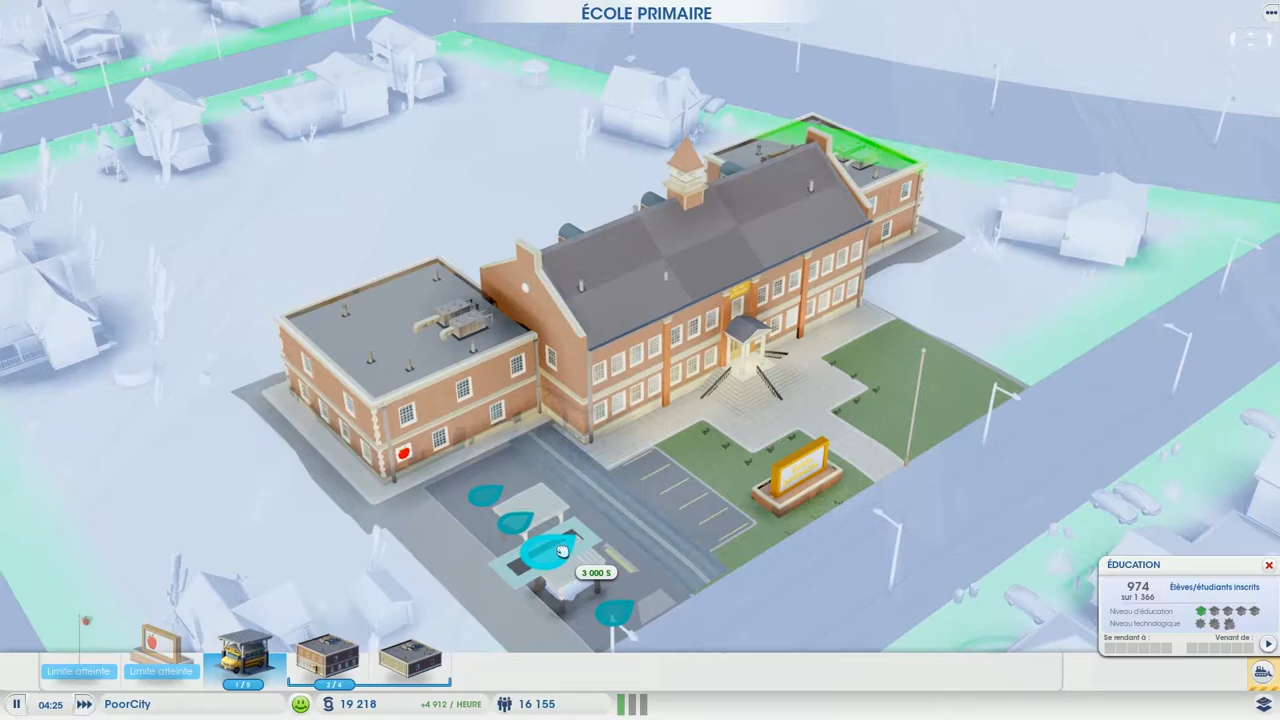 ÉCOLE PRIMAIRE
3 000 §
ÉDUCATION
974
sur 1 366
Élèves/étudiants inscrits
Niveau d'éducation
Niveau technologique
Se rendant à :
Venant de :
Limite atteinte
Limite atteinte
1 / 5
2 / 4
04:25
PoorCity
19 218
+4 912 / HEURE
16 155